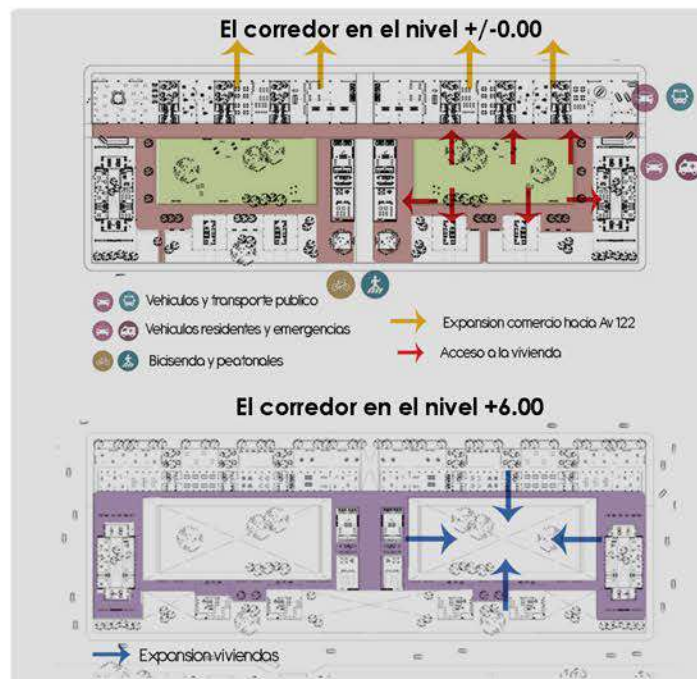 El corredor en el nivel +/-0.00
Vehiculos y transporte publico
Vehiculos residentes y emergencias
Bicisenda y peatonales
Expansion comercio hacia Av 122
Acceso a la vivienda
El corredor en el nivel +6.00
Expansion viviendas